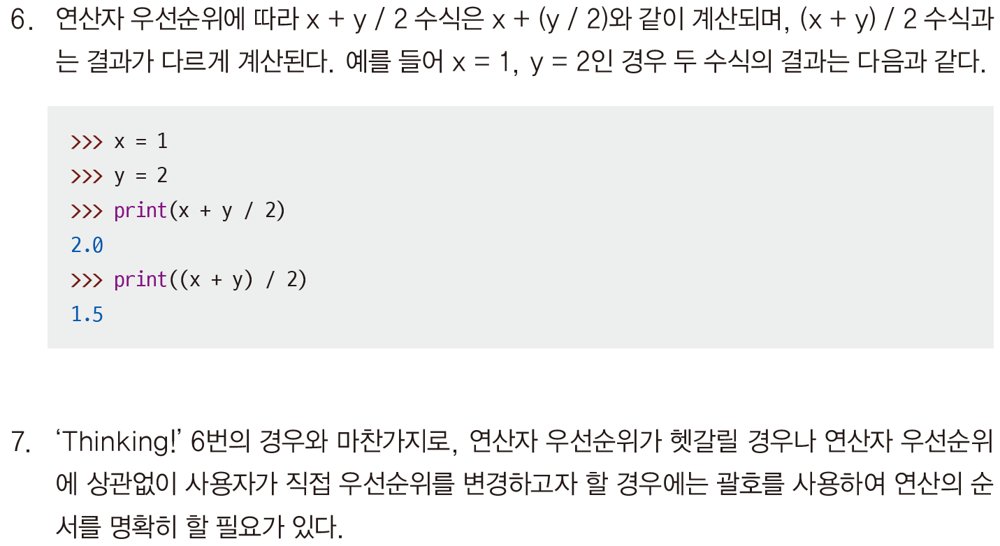 6. 연산자 우선순위에 따라 x + y / 2 수식은 x + (y / 2)와 같이 계산되며, (x + y) / 2 수식과
는 결과가 다르게 계산된다. 예를 들어 x = 1, y = 2인 경우 두 수식의 결과는 다음과 같다.
>>> x = 1
>>> y = 2
>>> print(x + y / 2)
2.0
>>> print((x + y) / 2)
1.5
7. ‘Thinking!’ 6번의 경우와 마찬가지로, 연산자 우선순위가 헷갈릴 경우나 연산자 우선순위
에 상관없이 사용자가 직접 우선순위를 변경하고자 할 경우에는 괄호를 사용하여 연산의 순
서를 명확히 할 필요가 있다.